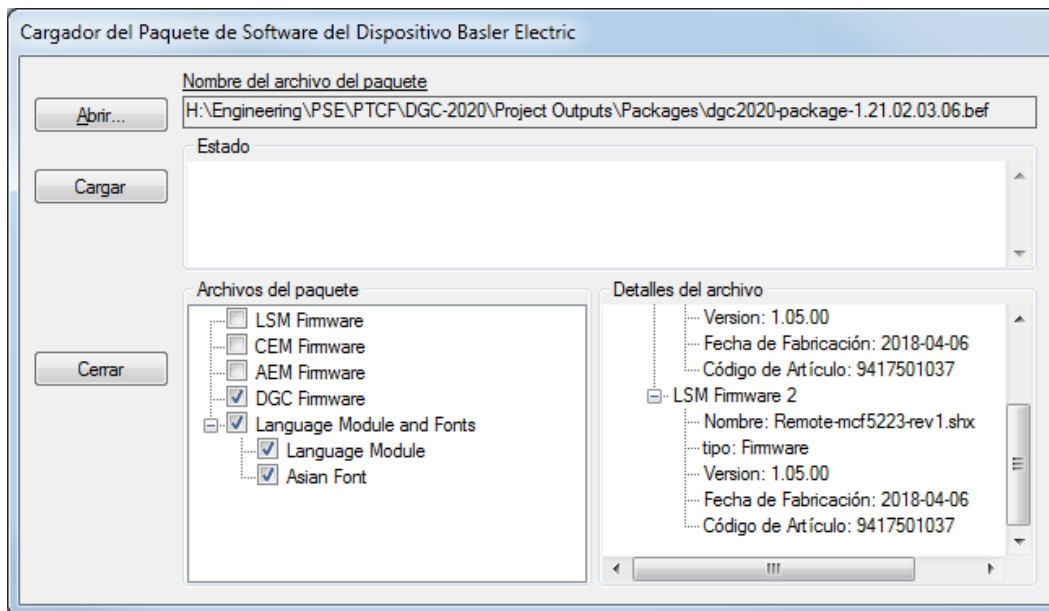 Cargador del Paquete de Software del Dispositivo Basler Electric
Nombre del archivo del paquete
Abrir...
H:\Engineering\PSE\PTCF\DGC-2020\Project Outputs\Packages\dgc2020-package-1.21.02.03.06.bef
Estado
Cargar
Archivos del paquete
LSM Firmware
CEM Firmware
AEM Firmware
DGC Firmware
Language Module and Fonts
Language Module
Asian Font
Cerrar
Detalles del archivo
Version: 1.05.00
Fecha de Fabricación: 2018-04-06
Código de Artículo: 9417501037
LSM Firmware 2
Nombre: Remote-mcf5223-rev1.shx
tipo: Firmware
Version: 1.05.00
Fecha de Fabricación: 2018-04-06
Código de Artículo: 9417501037